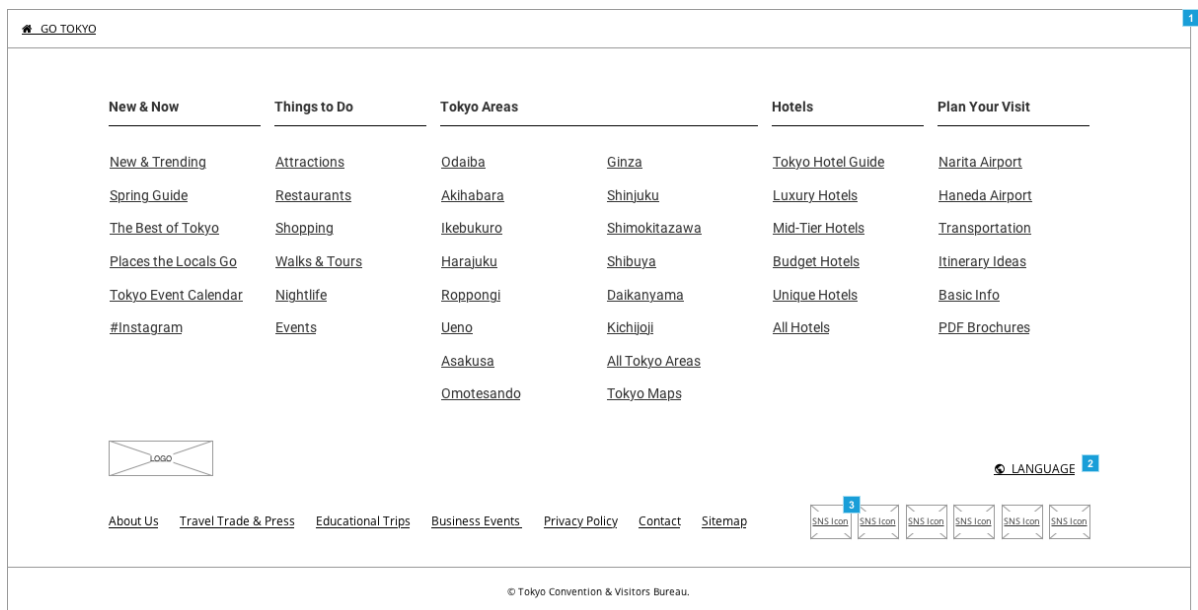 GO TOKYO
1
New & Now
Things to Do
Tokyo Areas
Hotels
Plan Your Visit
New & Trending
Attractions
Odaiba
Ginza
Tokyo Hotel Guide
Narita Airport
Spring Guide
Restaurants
Akihabara
Shinjuku
Luxury Hotels
Haneda Airport
The Best of Tokyo
Shopping
Ikebukuro
Shimokitazawa
Mid-Tier Hotels
Transportation
Places the Locals Go
Walks & Tours
Harajuku
Shibuya
Budget Hotels
Itinerary Ideas
Tokyo Event Calendar
Nightlife
Roppongi
Daikanyama
Unique Hotels
Basic Info
#Instagram
Events
Ueno
Kichijoji
All Hotels
PDF Brochures
Asakusa
All Tokyo Areas
Omotesando
Tokyo Maps
LOGO
LANGUAGE
2
About Us
Travel Trade & Press
Educational Trips
Business Events
Privacy Policy
Contact
Sitemap
3
SNS Icon
SNS Icon
SNS Icon
SNS Icon
SNS Icon
SNS Icon
© Tokyo Convention & Visitors Bureau.